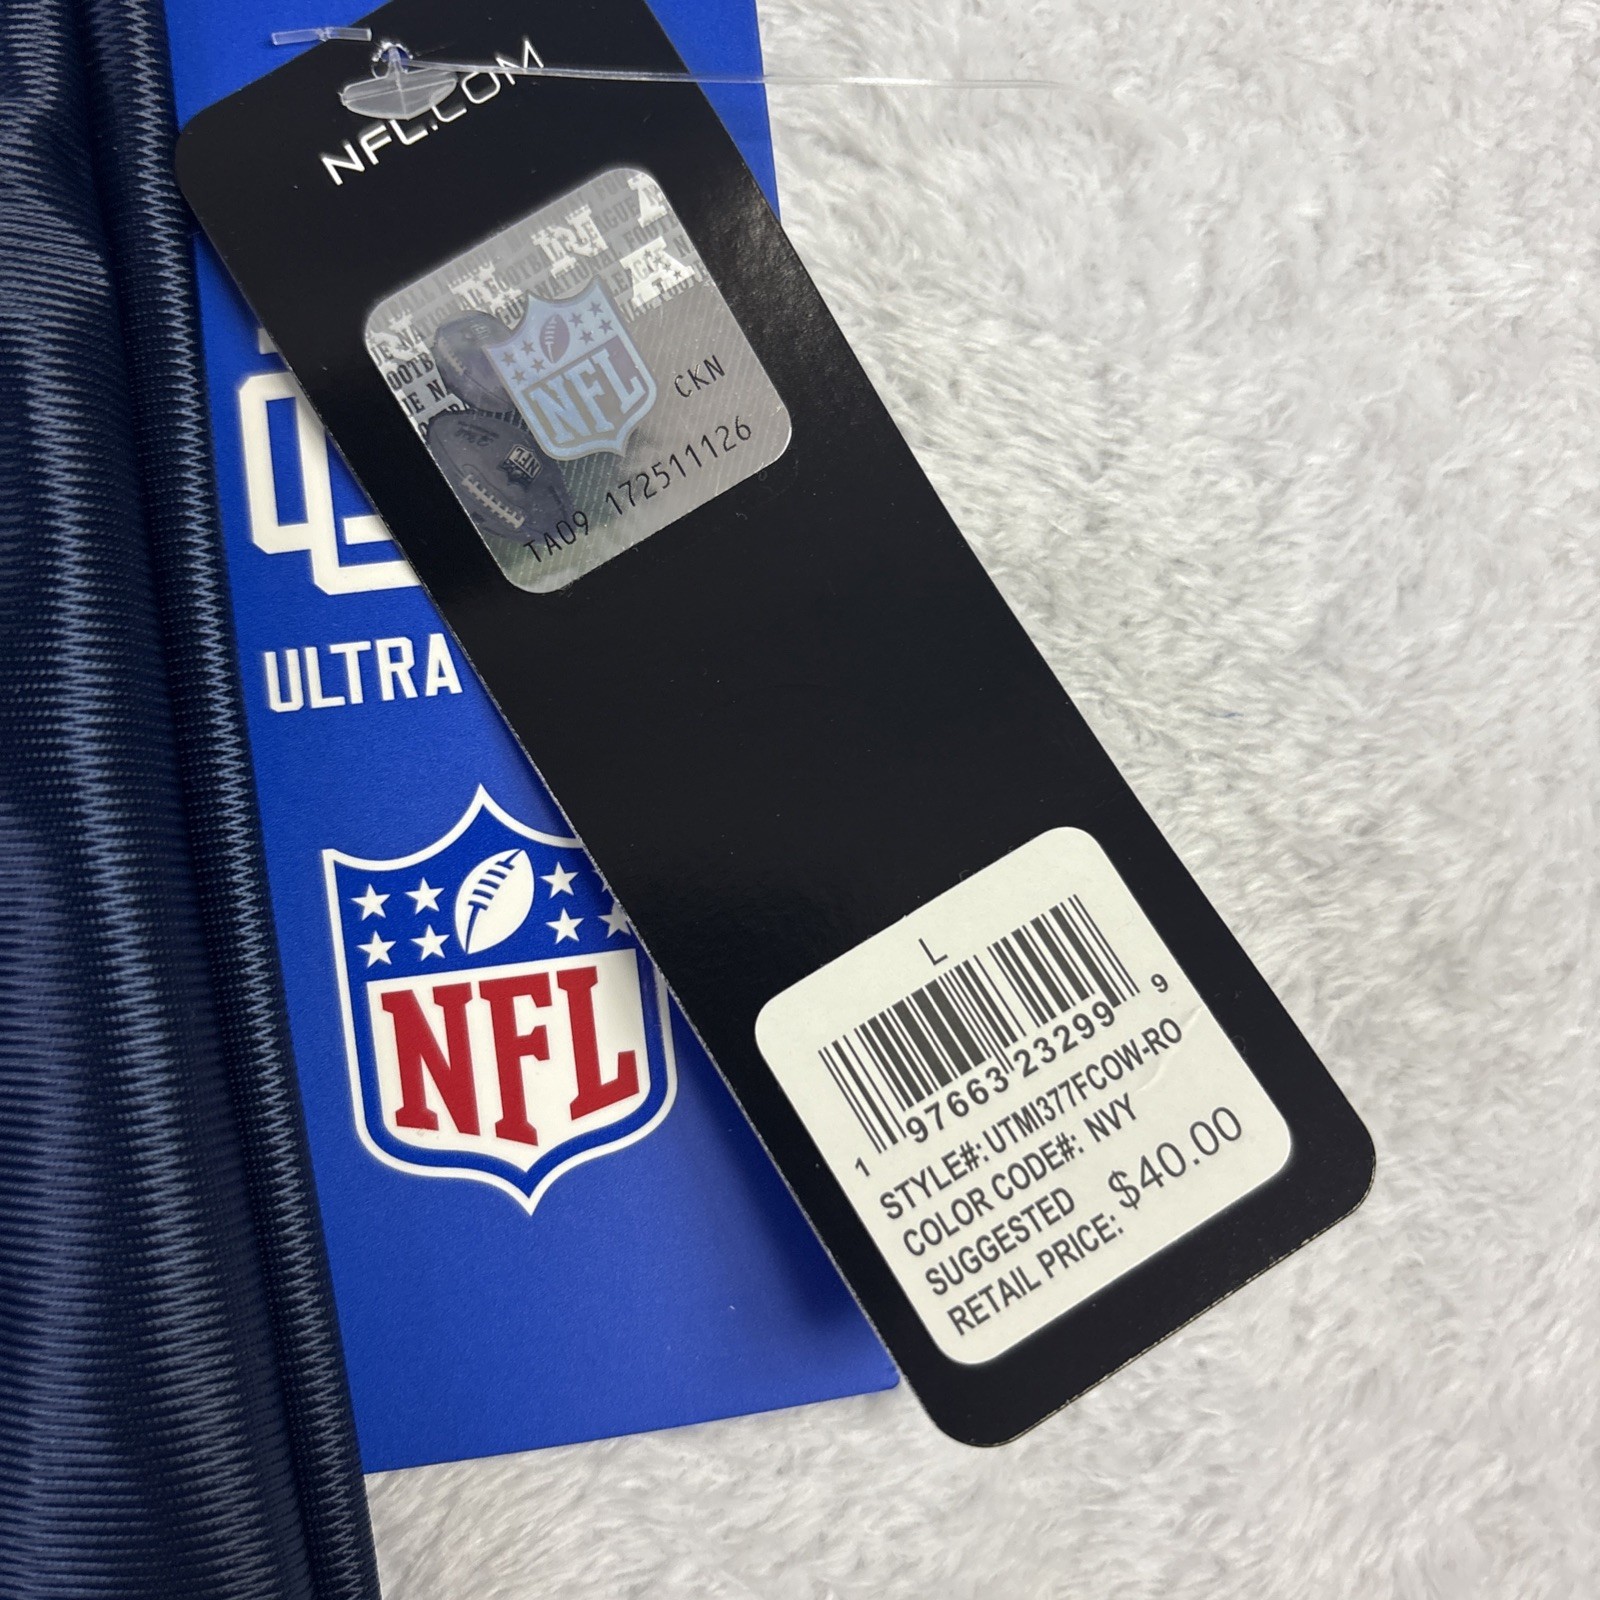 NFL.COM
NFL
CKN
TA09 172511126
ULTRA
NFL
L
1 97663 23299 9
STYLE#: UTMI377FCOW-RO
COLOR CODE#: NVY
SUGGESTED
RETAIL PRICE: $40.00